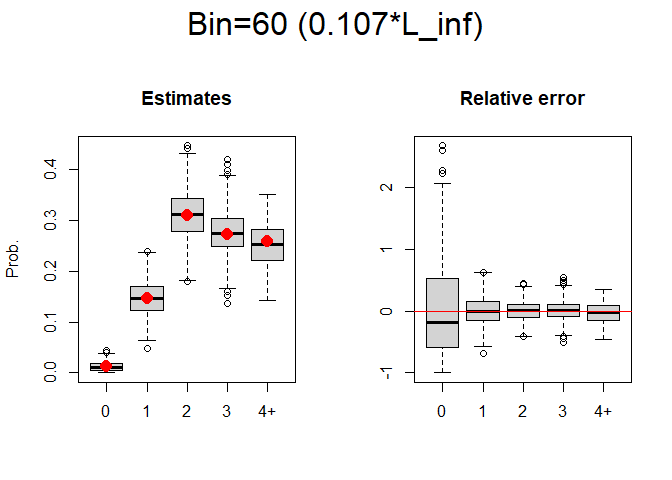 Bin=60 (0.107*L_inf)
Estimates
Prob.
0.0 0.1 0.2 0.3 0.4
0 1 2 3 4+
Relative error
-1 0 1 2
0 1 2 3 4+